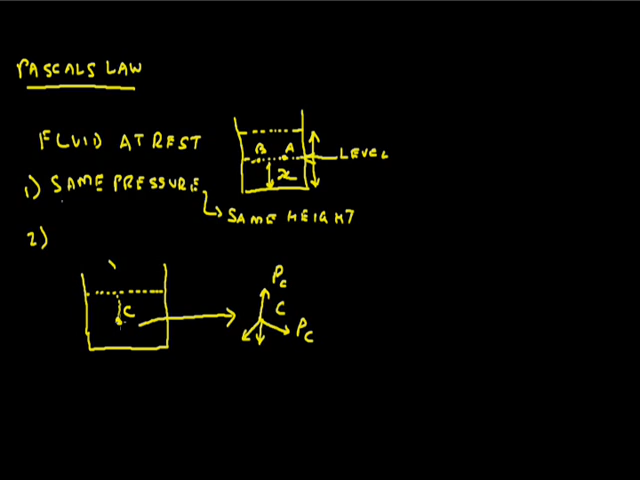 PASCALS LAW
FLUID AT REST
B A
LEVEL
x
1) SAME PRESSURE
SAME HEIGHT
2)
C
Pc
C
Pc